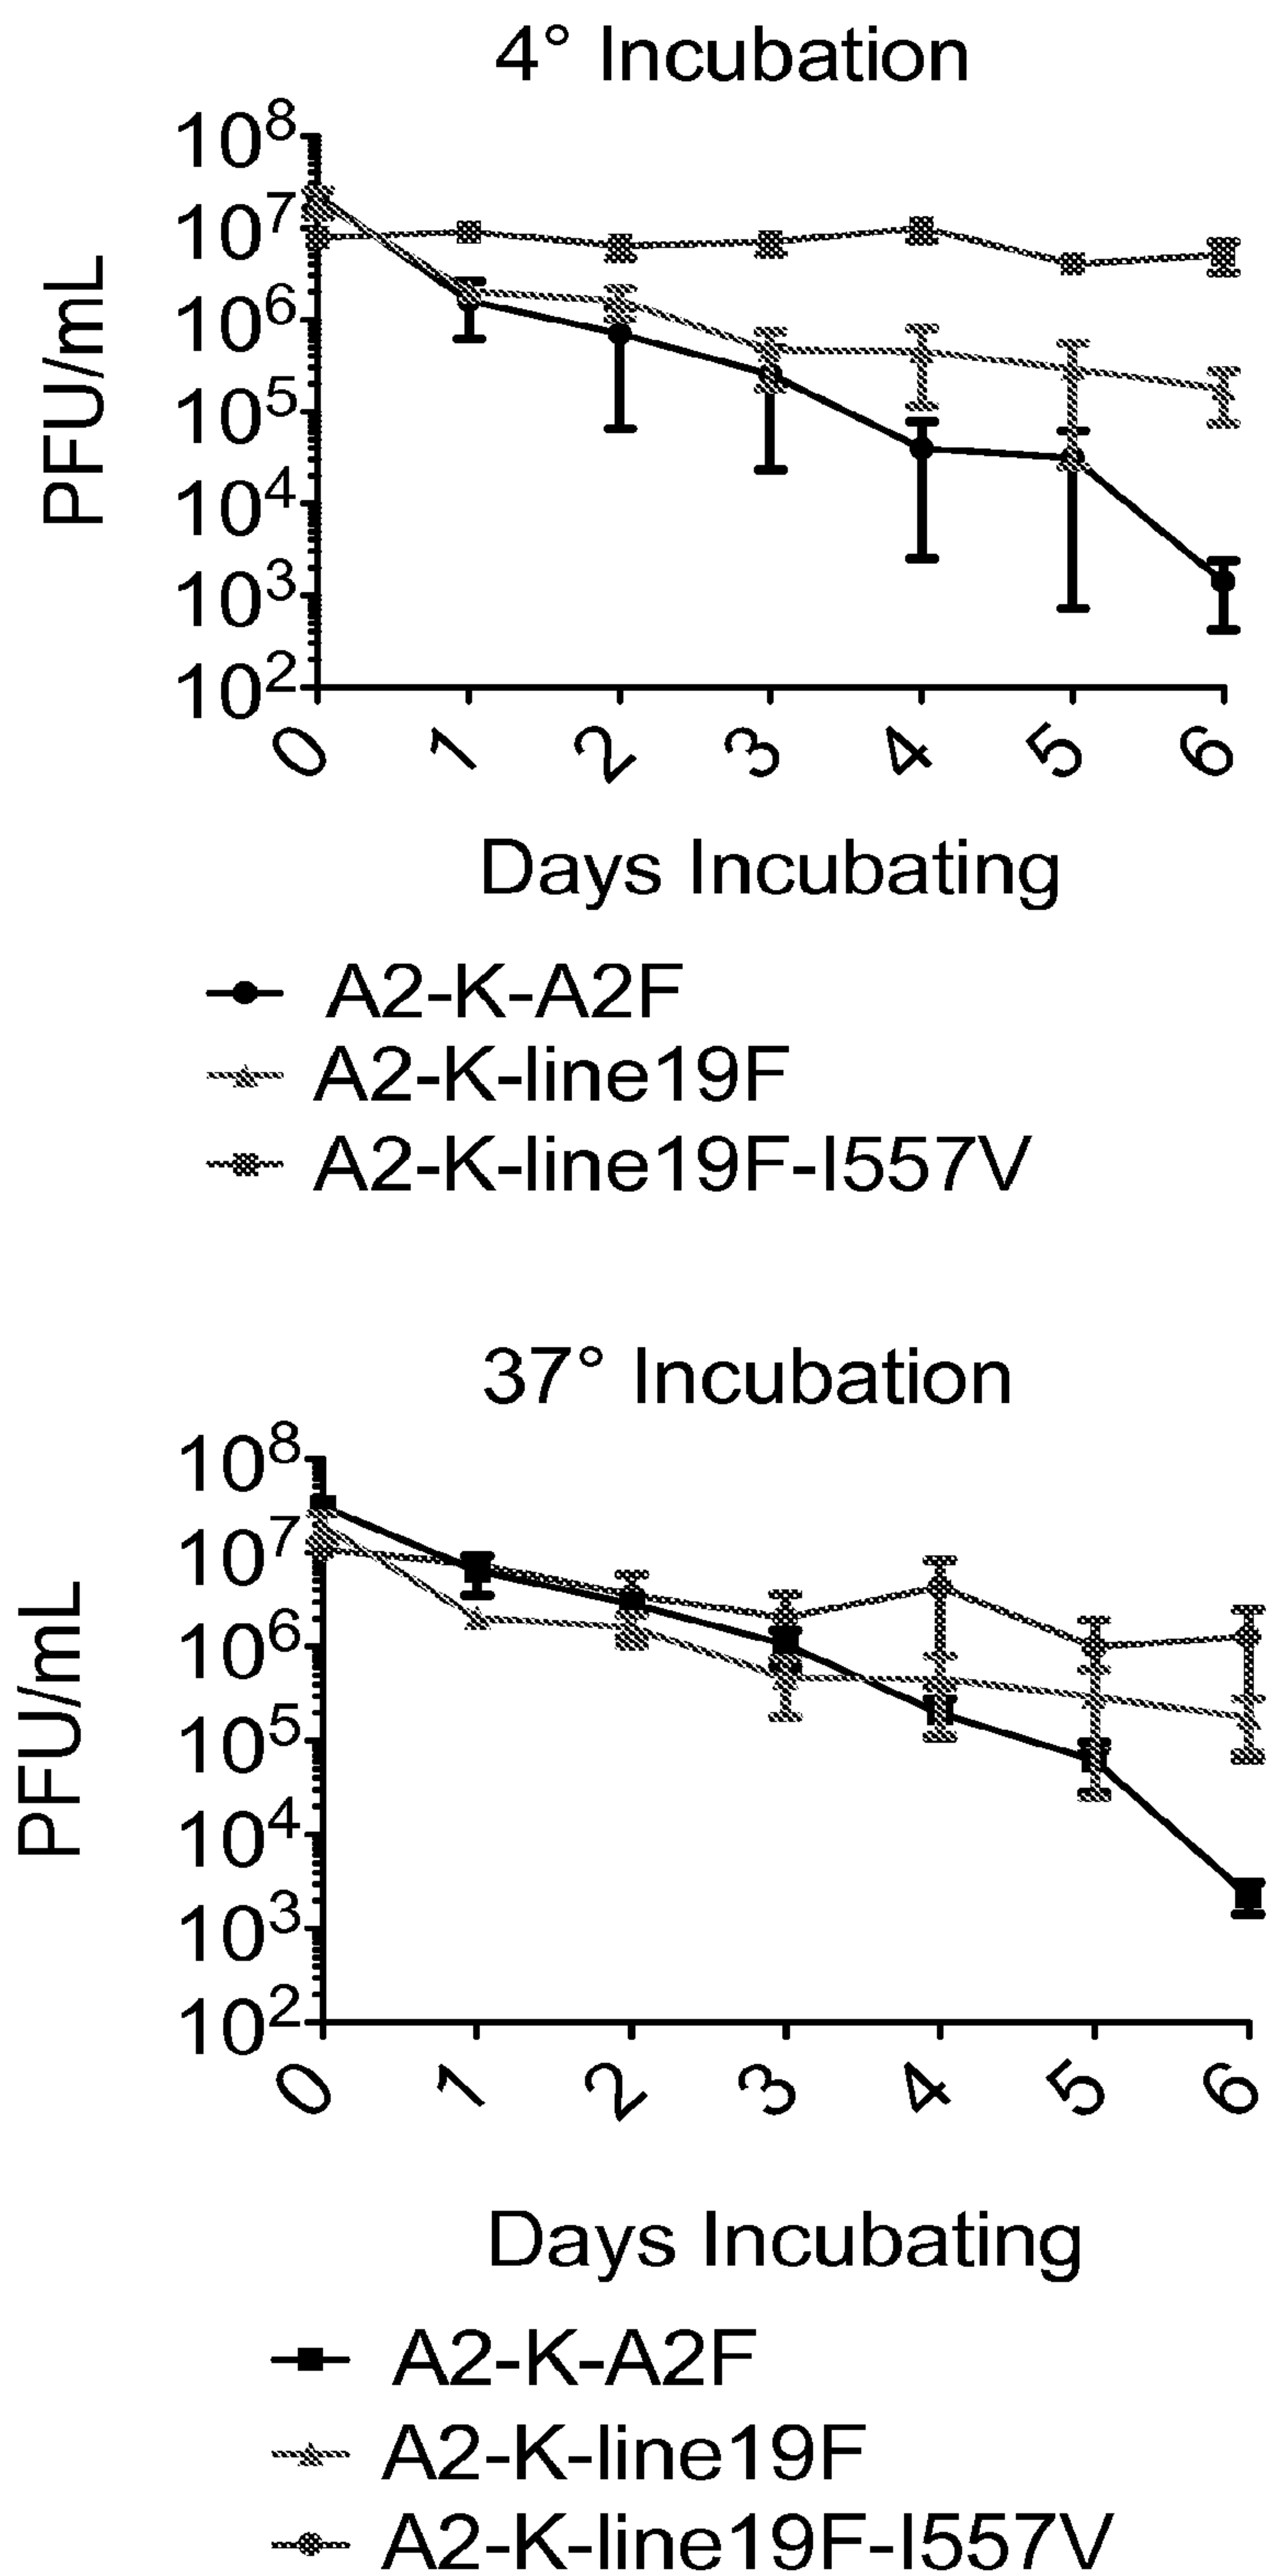 4° Incubation
10⁸
10⁷
10⁶
10⁵
10⁴
10³
10²
PFU/mL
0 1 2 3 4 5 6
Days Incubating
A2-K-A2F
A2-K-line19F
A2-K-line19F-I557V
37° Incubation
10⁸
10⁷
10⁶
10⁵
10⁴
10³
10²
PFU/mL
0 1 2 3 4 5 6
Days Incubating
A2-K-A2F
A2-K-line19F
A2-K-line19F-I557V